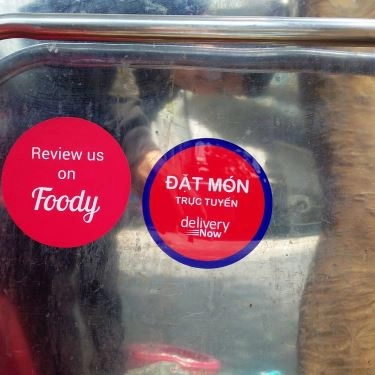 Review us
on
Foody
ĐẶT MÓN
TRỰC TUYẾN
delivery
Now